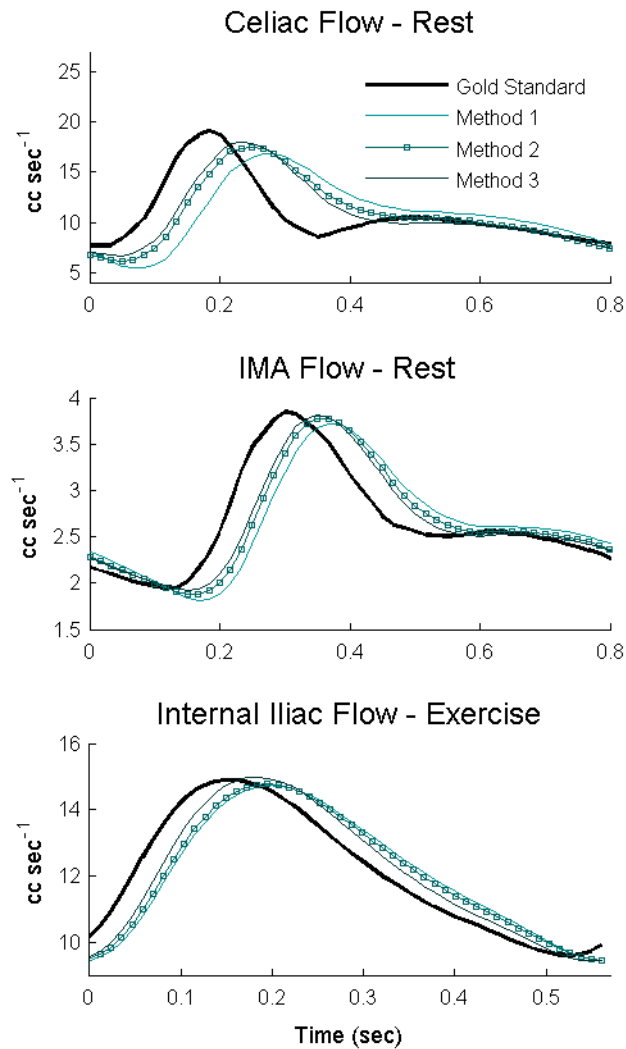 Celiac Flow - Rest
25
20
15
10
5
cc sec⁻¹
Gold Standard
Method 1
Method 2
Method 3
0 0.2 0.4 0.6 0.8
IMA Flow - Rest
4
3.5
3
2.5
2
1.5
cc sec⁻¹
0 0.2 0.4 0.6 0.8
Internal Iliac Flow - Exercise
16
14
12
10
cc sec⁻¹
0 0.1 0.2 0.3 0.4 0.5
Time (sec)